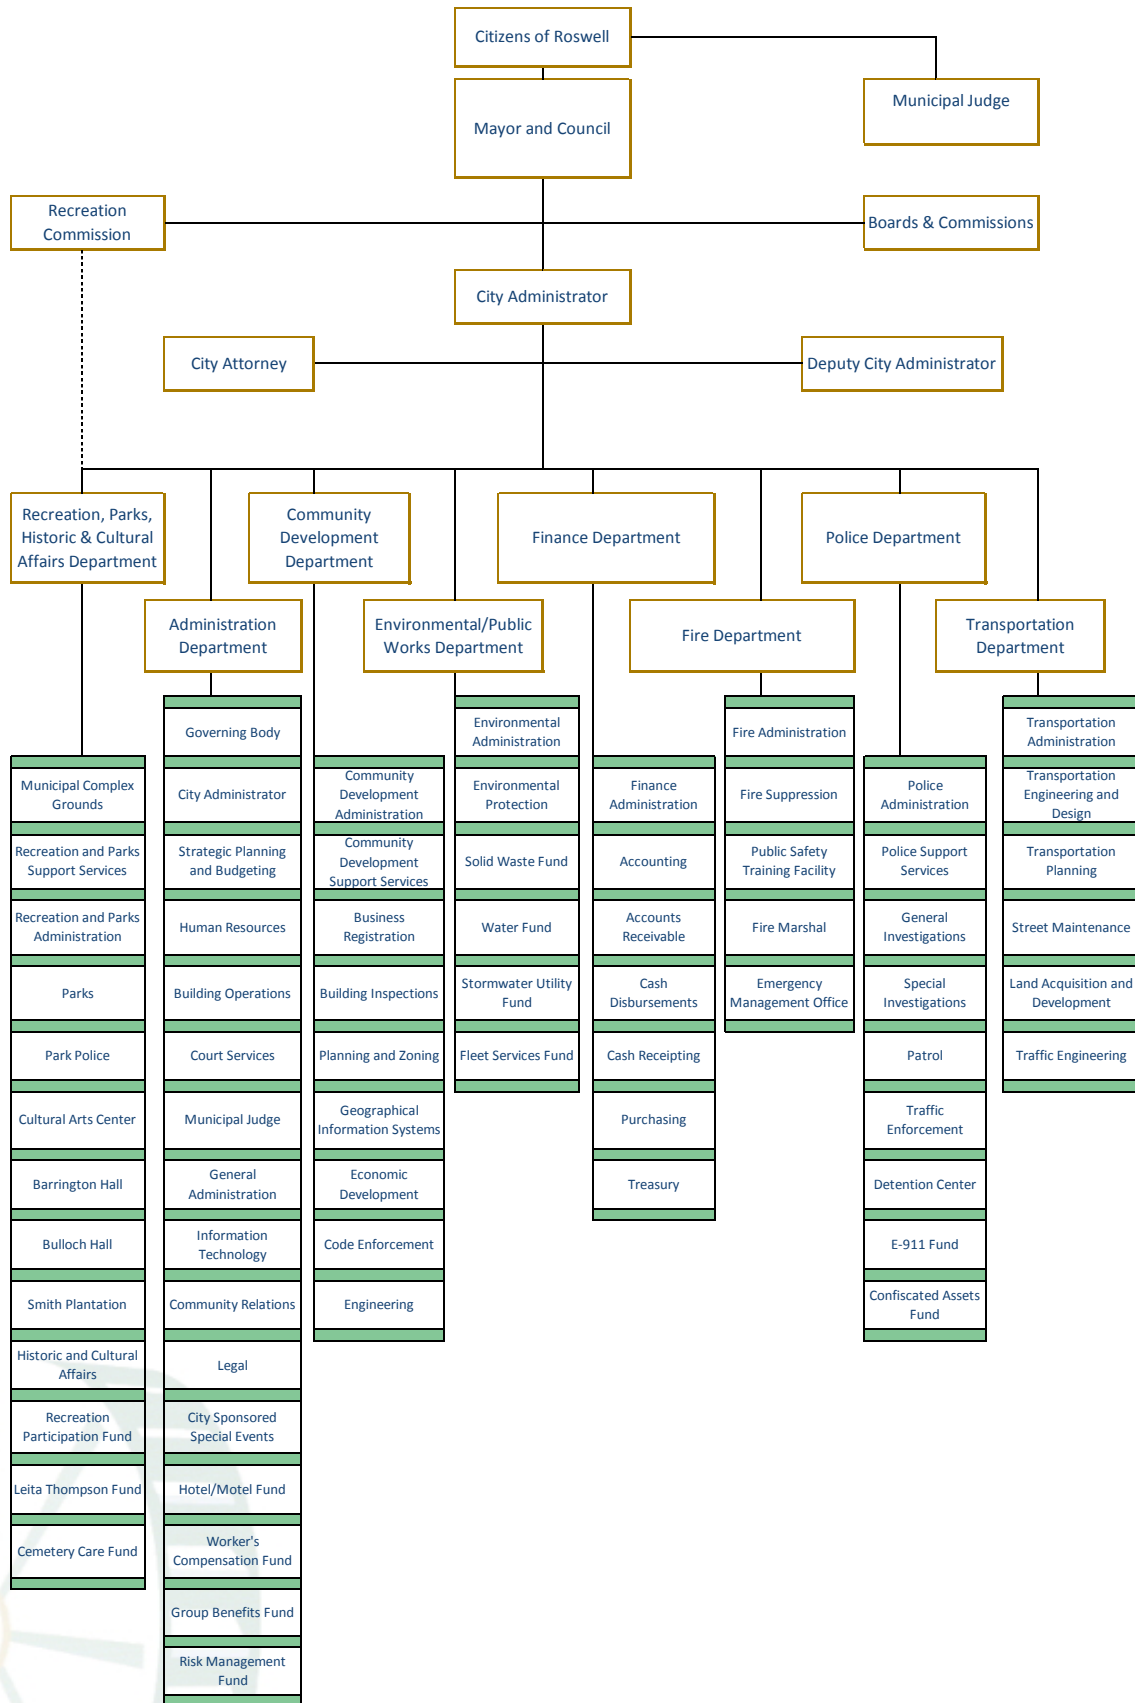 Citizens of Roswell
Municipal Judge
Mayor and Council
Recreation
Commission
Boards & Commissions
City Administrator
City Attorney
Deputy City Administrator
Recreation, Parks,
Historic & Cultural
Affairs Department
Community
Development
Department
Finance Department
Police Department
Administration
Department
Environmental/Public
Works Department
Fire Department
Transportation
Department
Municipal Complex
Grounds
Recreation and Parks
Support Services
Recreation and Parks
Administration
Parks
Park Police
Cultural Arts Center
Barrington Hall
Bulloch Hall
Smith Plantation
Historic and Cultural
Affairs
Recreation
Participation Fund
Leita Thompson Fund
Cemetery Care Fund
Governing Body
City Administrator
Strategic Planning
and Budgeting
Human Resources
Building Operations
Court Services
Municipal Judge
General
Administration
Information
Technology
Community Relations
Legal
City Sponsored
Special Events
Hotel/Motel Fund
Worker's
Compensation Fund
Group Benefits Fund
Risk Management
Fund
Community
Development
Administration
Community
Development
Support Services
Business
Registration
Building Inspections
Planning and Zoning
Geographical
Information Systems
Economic
Development
Code Enforcement
Engineering
Environmental
Administration
Environmental
Protection
Solid Waste Fund
Water Fund
Stormwater Utility
Fund
Fleet Services Fund
Finance
Administration
Accounting
Accounts
Receivable
Cash
Disbursements
Cash Receipting
Purchasing
Treasury
Fire Administration
Fire Suppression
Public Safety
Training Facility
Fire Marshal
Emergency
Management Office
Police
Administration
Police Support
Services
General
Investigations
Special
Investigations
Patrol
Traffic
Enforcement
Detention Center
E-911 Fund
Confiscated Assets
Fund
Transportation
Administration
Transportation
Engineering and
Design
Transportation
Planning
Street Maintenance
Land Acquisition and
Development
Traffic Engineering